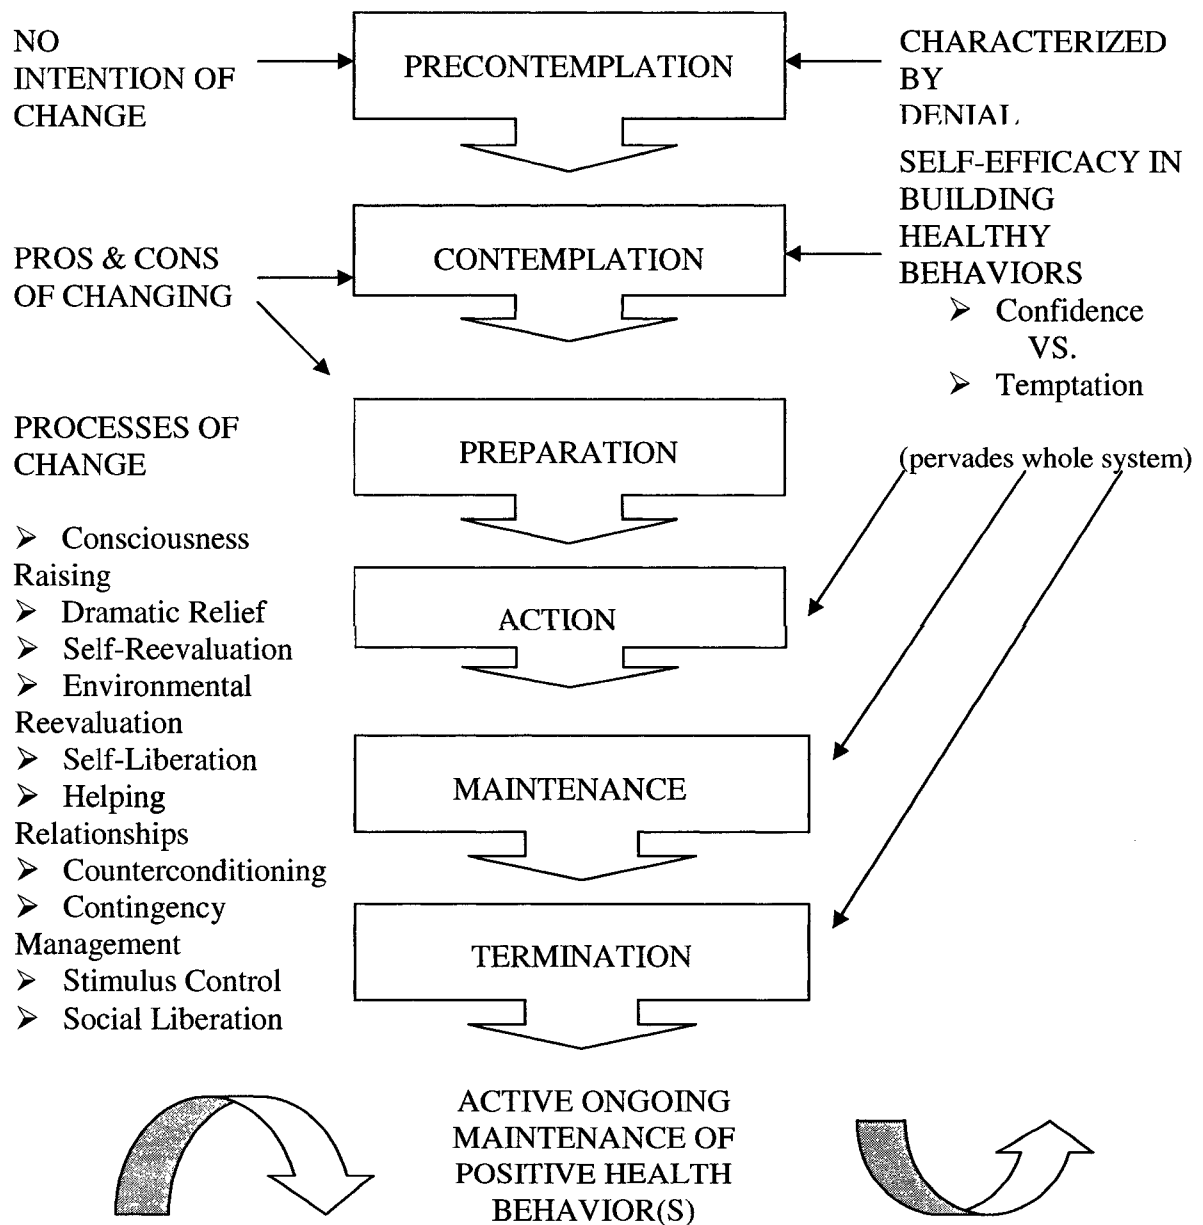 NO
INTENTION OF
CHANGE
PRECONTEMPLATION
CHARACTERIZED
BY
DENIAL
SELF-EFFICACY IN
BUILDING
HEALTHY
BEHAVIORS
➢ Confidence
VS.
➢ Temptation
(pervades whole system)
PROS & CONS
OF CHANGING
CONTEMPLATION
PROCESSES OF
CHANGE
➢ Consciousness
Raising
➢ Dramatic Relief
➢ Self-Reevaluation
➢ Environmental
Reevaluation
➢ Self-Liberation
➢ Helping
Relationships
➢ Counterconditioning
➢ Contingency
Management
➢ Stimulus Control
➢ Social Liberation
PREPARATION
ACTION
MAINTENANCE
TERMINATION
ACTIVE ONGOING
MAINTENANCE OF
POSITIVE HEALTH
BEHAVIOR(S)